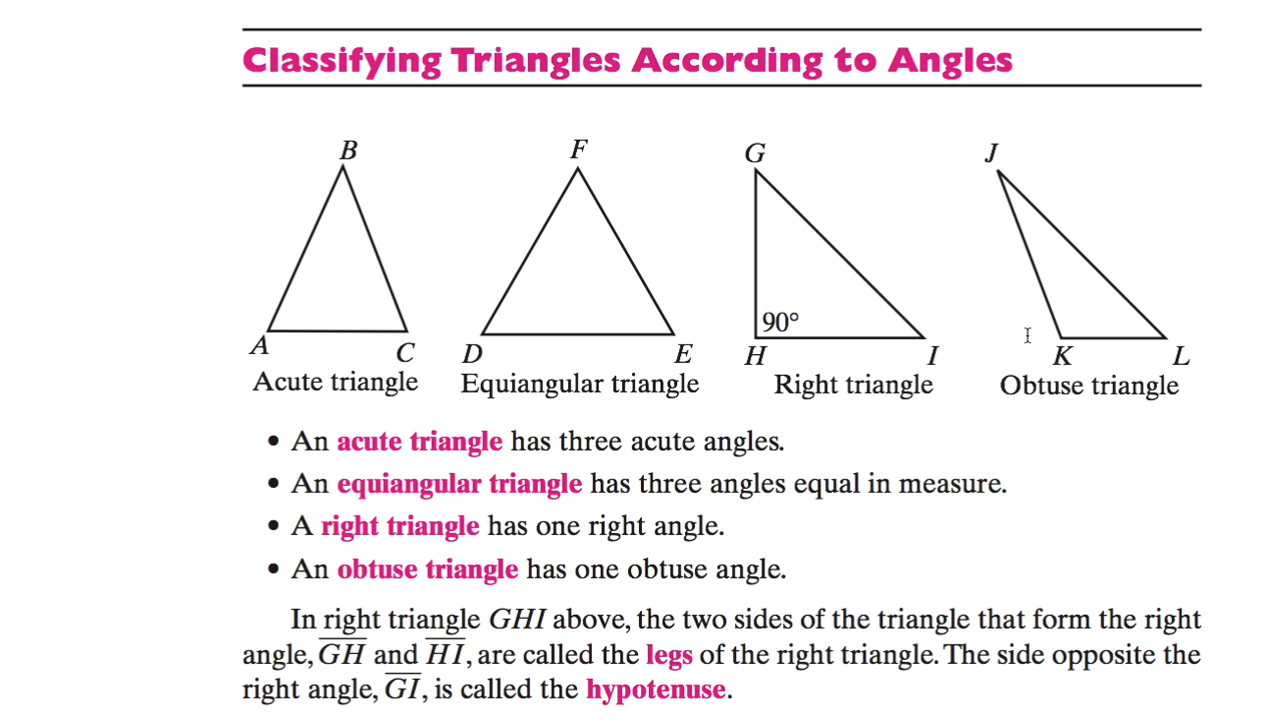 Classifying Triangles According to Angles
B F G J
90°
A C D E H I K L
Acute triangle Equiangular triangle Right triangle Obtuse triangle
• An acute triangle has three acute angles.
• An equiangular triangle has three angles equal in measure.
• A right triangle has one right angle.
• An obtuse triangle has one obtuse angle.
In right triangle GHI above, the two sides of the triangle that form the right
angle, G͞H and H͞I, are called the legs of the right triangle. The side opposite the
right angle, G͞I, is called the hypotenuse.